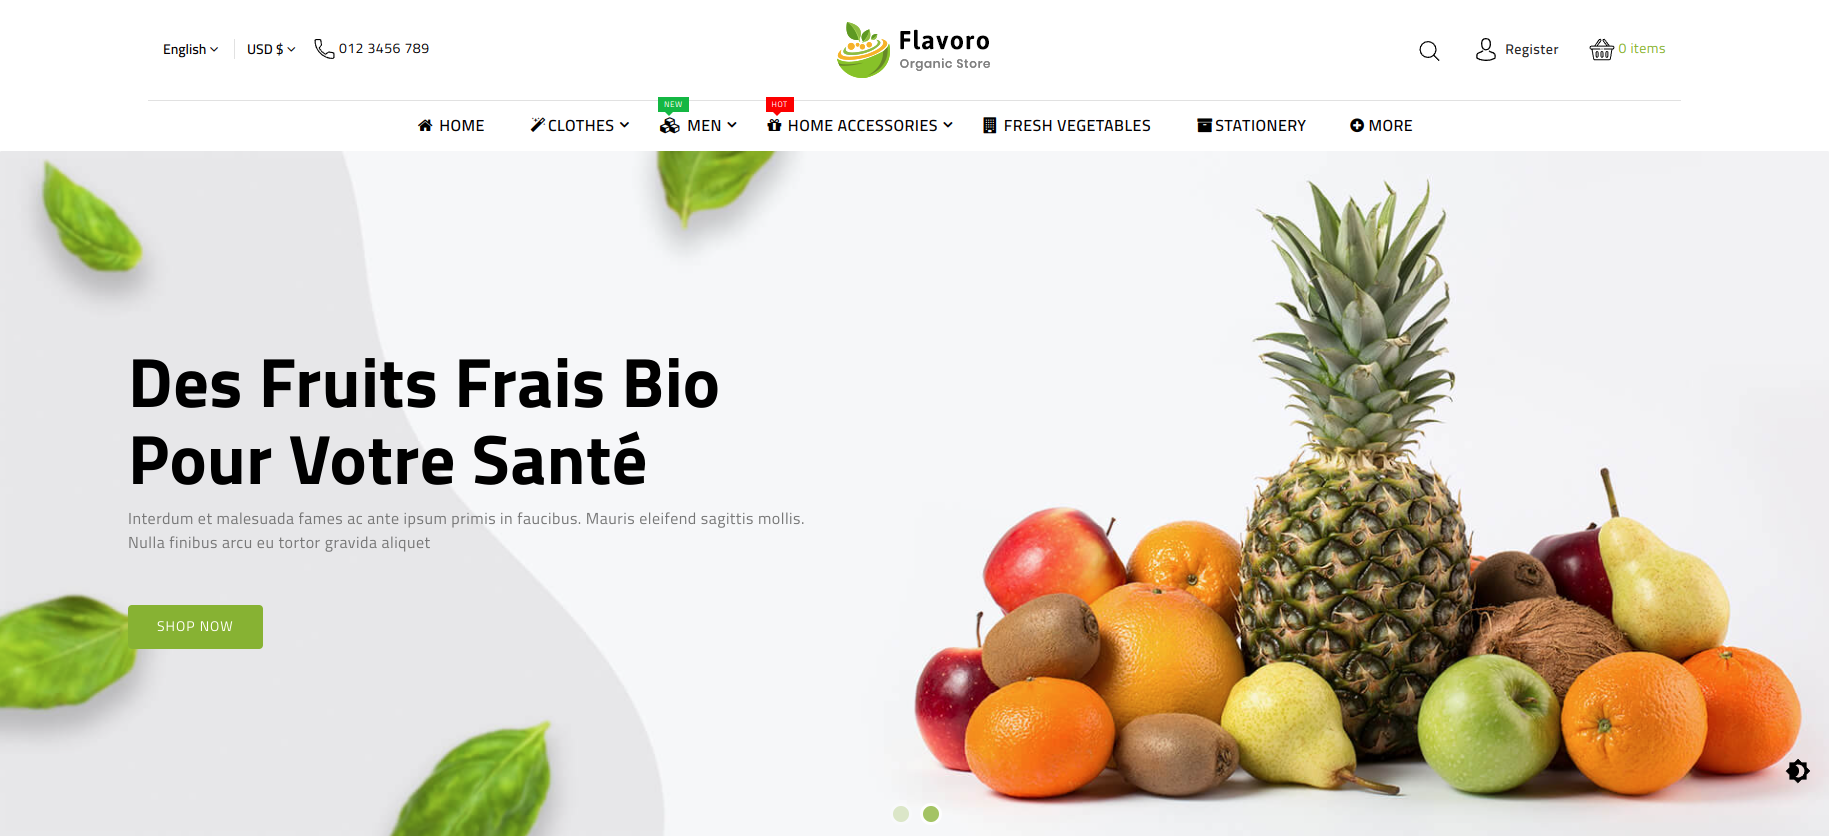 English
USD $
012 3456 789
Flavoro
Organic Store
Register
0 items
NEW
HOT
HOME
CLOTHES
MEN
HOME ACCESSORIES
FRESH VEGETABLES
STATIONERY
MORE
Des Fruits Frais Bio
Pour Votre Santé
Interdum et malesuada fames ac ante ipsum primis in faucibus. Mauris eleifend sagittis mollis.
Nulla finibus arcu eu tortor gravida aliquet
SHOP NOW